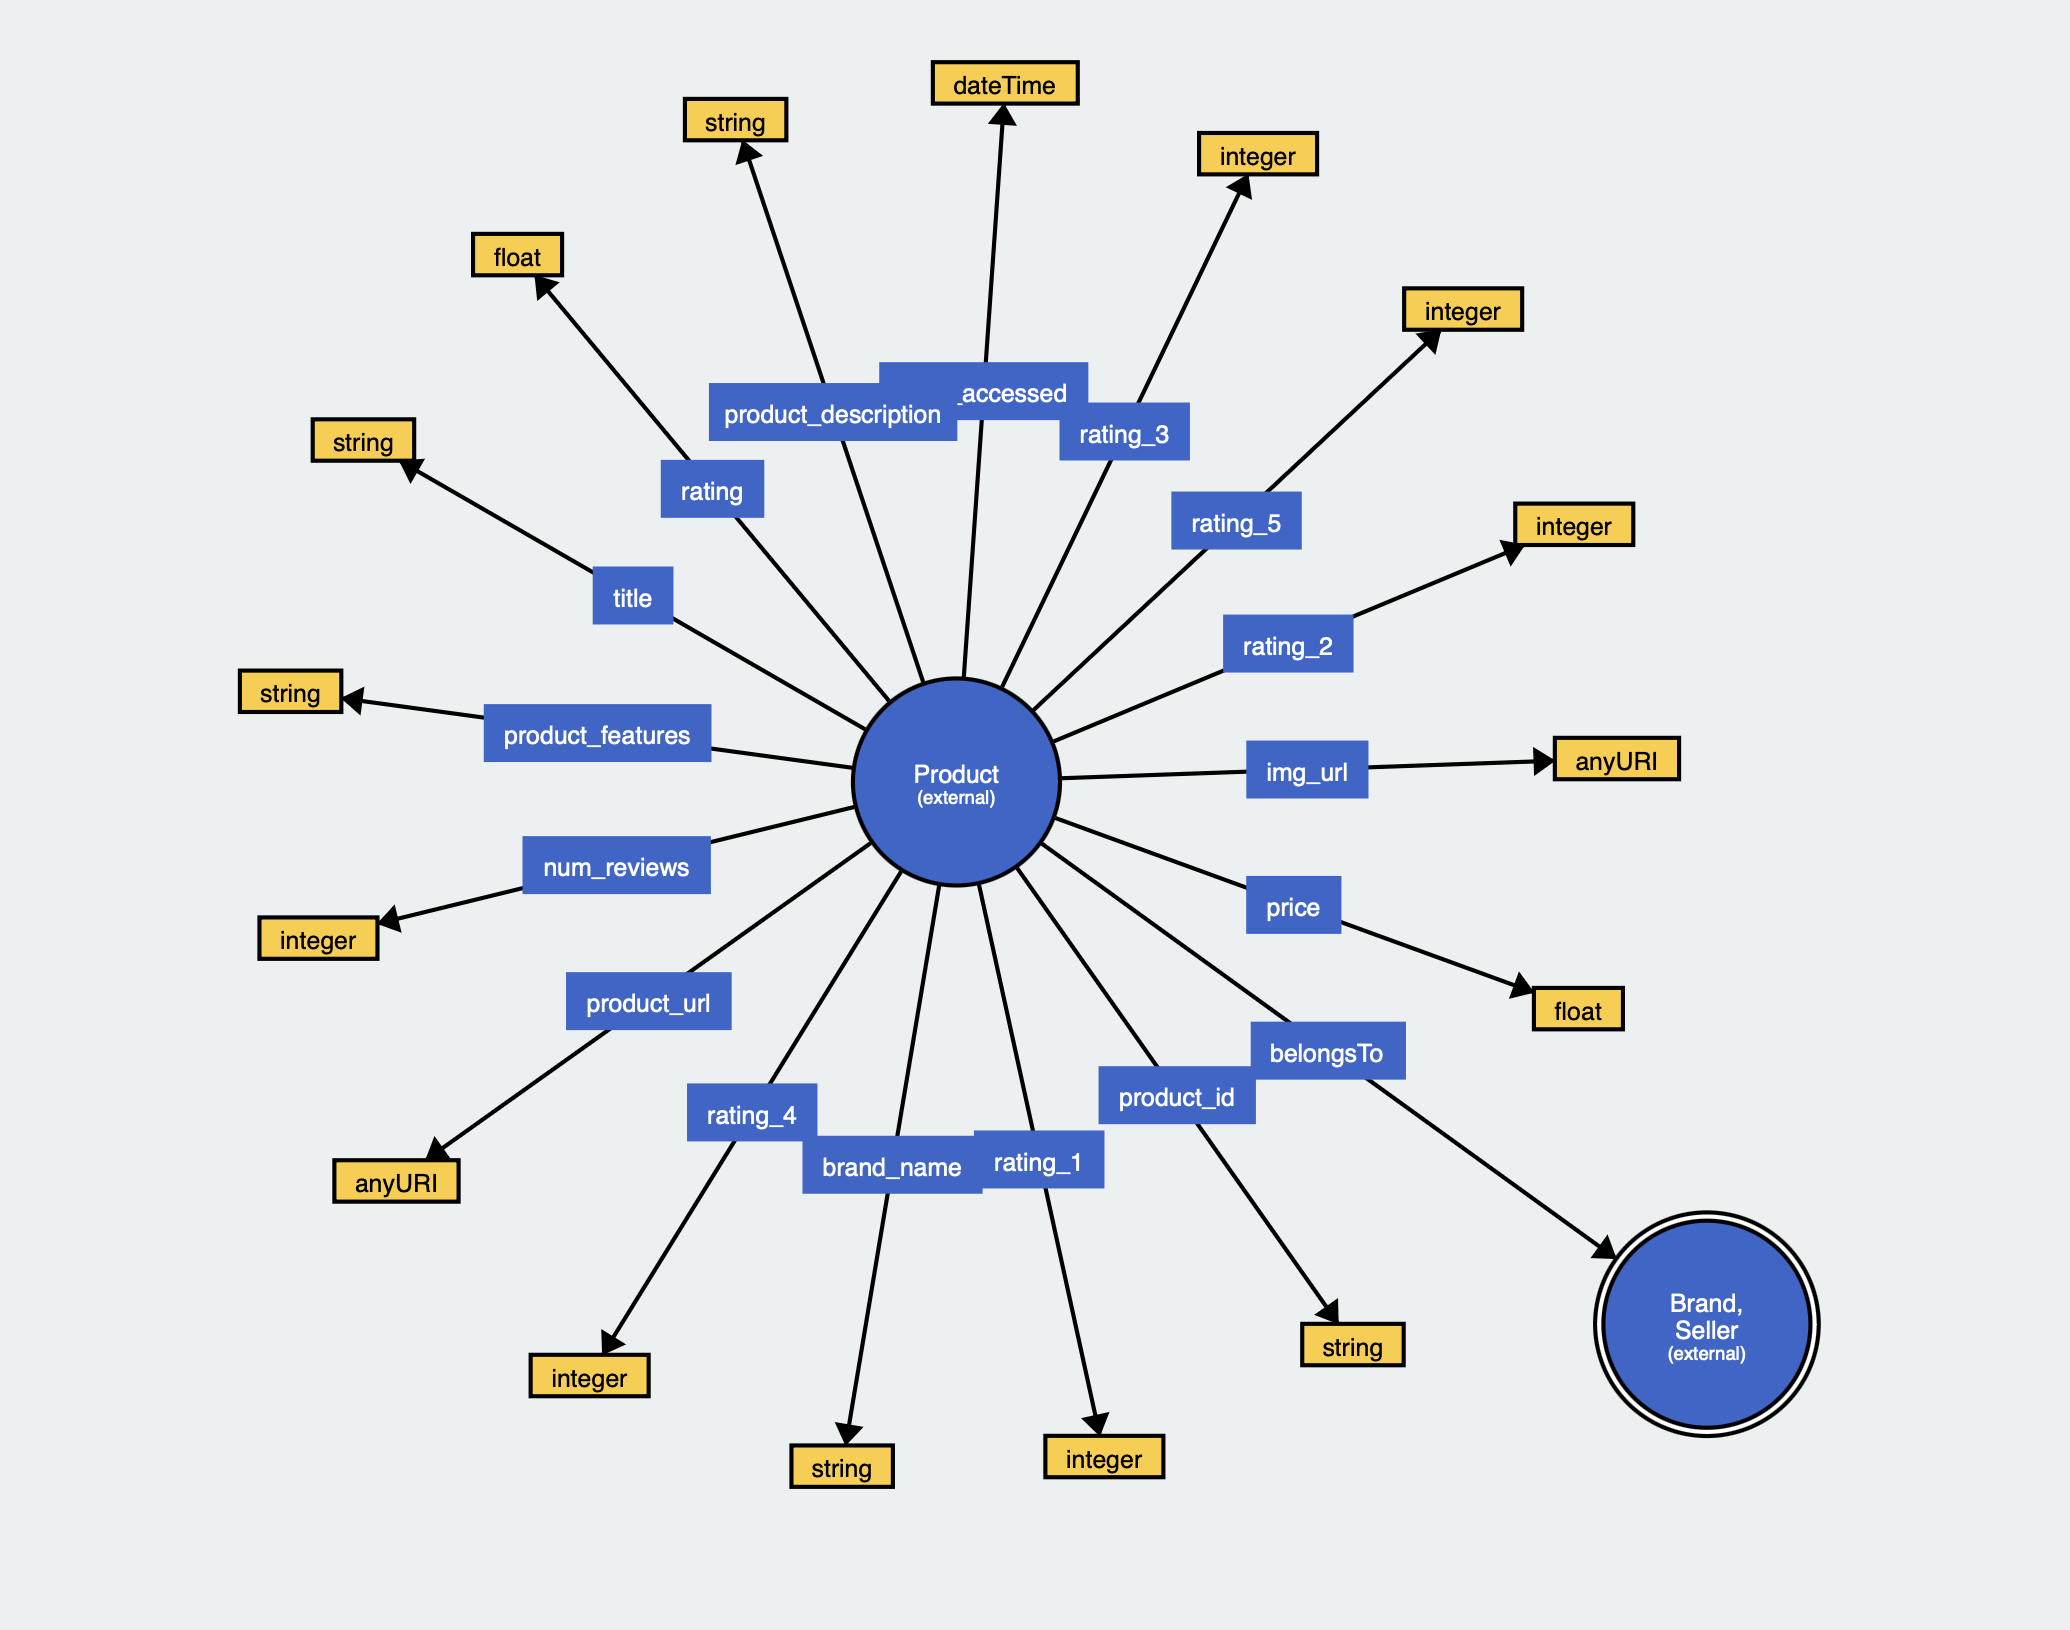 dateTime
string
integer
float
integer
_accessed
product_description
rating_3
string
rating
rating_5
integer
title
rating_2
string
product_features
Product
(external)
img_url
anyURI
num_reviews
price
integer
product_url
float
belongsTo
product_id
rating_4
brand_name
rating_1
anyURI
Brand,
Seller
(external)
string
integer
string
integer